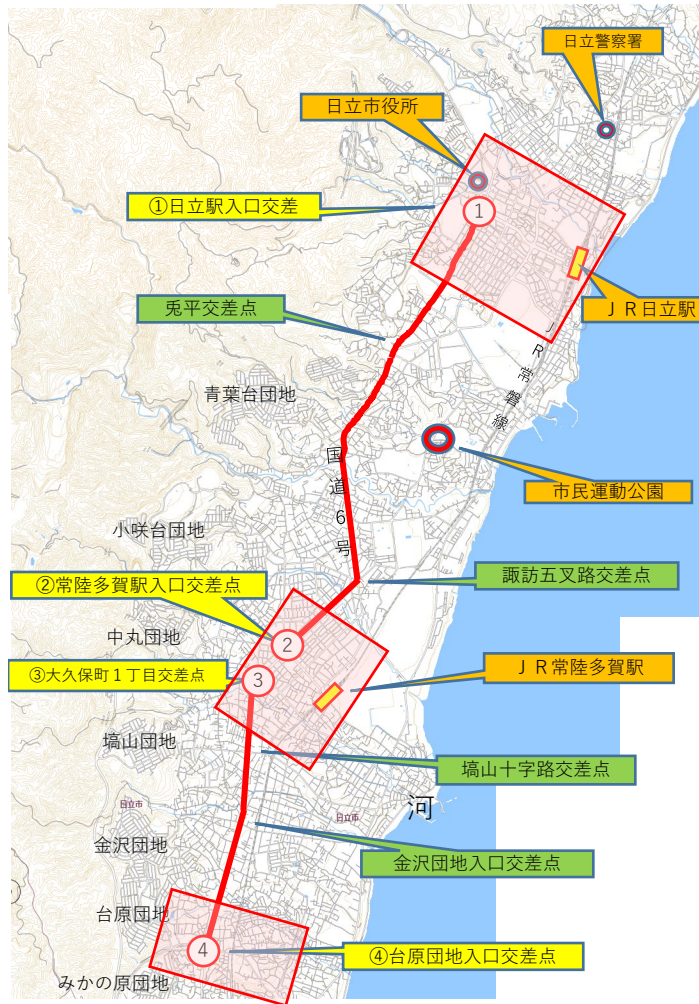 日立警察署
日立市役所
①日立駅入口交差
1
ＪＲ日立駅
兎平交差点
ＪＲ常磐線
青葉台団地
国道6号
市民運動公園
小咲台団地
諏訪五叉路交差点
②常陸多賀駅入口交差点
中丸団地
2
③大久保町１丁目交差点
3
ＪＲ常陸多賀駅
塙山団地
塙山十字路交差点
日立市
日立市
河
金沢団地
金沢団地入口交差点
台原団地
4
④台原団地入口交差点
みかの原団地